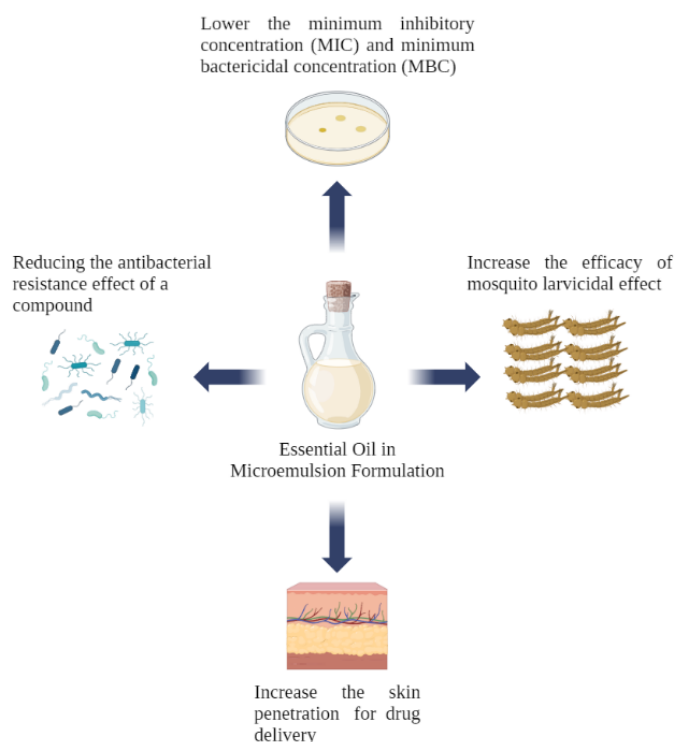 Lower the minimum inhibitory
concentration (MIC) and minimum
bactericidal concentration (MBC)
Reducing the antibacterial
resistance effect of a
compound
Increase the efficacy of
mosquito larvicidal effect
Essential Oil in
Microemulsion Formulation
Increase the skin
penetration for drug
delivery